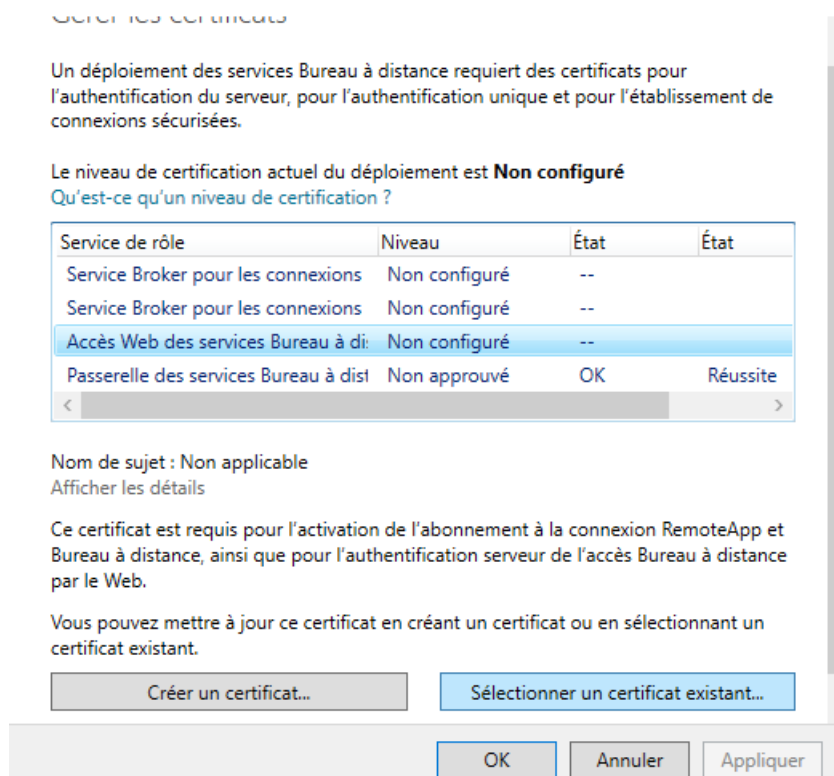 Gérer les certificats
Un déploiement des services Bureau à distance requiert des certificats pour
l'authentification du serveur, pour l'authentification unique et pour l'établissement de
connexions sécurisées.
Le niveau de certification actuel du déploiement est Non configuré
Qu'est-ce qu'un niveau de certification ?
Service de rôle Niveau État État
Service Broker pour les connexions Non configuré --
Service Broker pour les connexions Non configuré --
Accès Web des services Bureau à di Non configuré --
Passerelle des services Bureau à dist Non approuvé OK Réussite
Nom de sujet : Non applicable
Afficher les détails
Ce certificat est requis pour l'activation de l'abonnement à la connexion RemoteApp et
Bureau à distance, ainsi que pour l'authentification serveur de l'accès Bureau à distance
par le Web.
Vous pouvez mettre à jour ce certificat en créant un certificat ou en sélectionnant un
certificat existant.
Créer un certificat... Sélectionner un certificat existant...
OK Annuler Appliquer